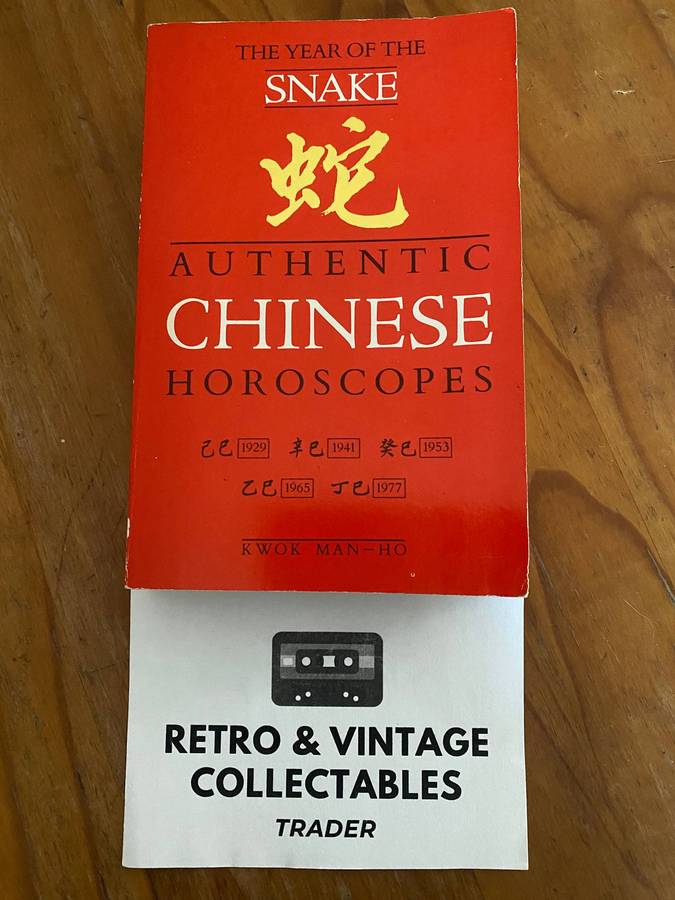 THE YEAR OF THE
SNAKE
蛇
AUTHENTIC
CHINESE
HOROSCOPES
己巳 1929 辛巳 1941 癸巳 1953
乙巳 1965 丁巳 1977
KWOK MAN-HO
RETRO & VINTAGE
COLLECTABLES
TRADER